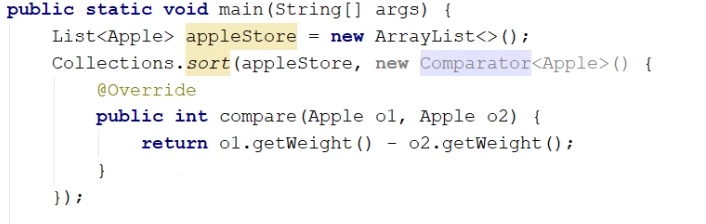 public static void main(String[] args) {
    List<Apple> appleStore = new ArrayList<>();
    Collections.sort(appleStore, new Comparator<Apple>() {
        @Override
        public int compare(Apple o1, Apple o2) {
            return o1.getWeight() - o2.getWeight();
        }
    });